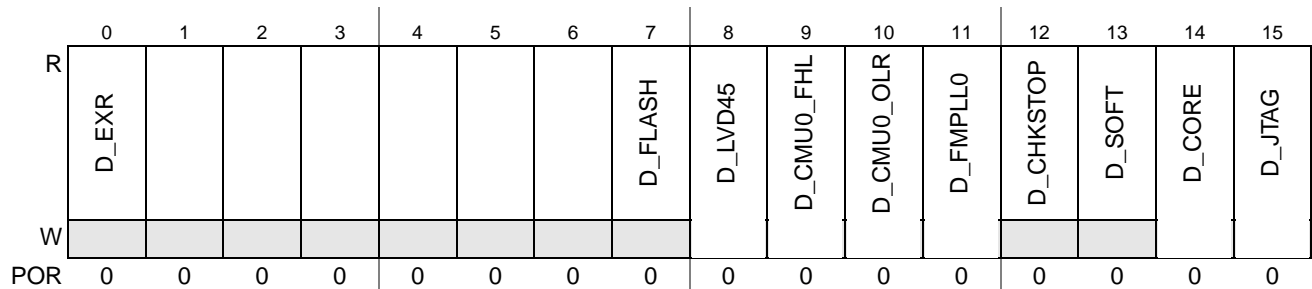 0 1 2 3 4 5 6 7 8 9 10 11 12 13 14 15
R D_EXR D_FLASH D_LVD45 D_CMU0_FHL D_CMU0_OLR D_FMPLL0 D_CHKSTOP D_SOFT D_CORE D_JTAG
W
POR 0 0 0 0 0 0 0 0 0 0 0 0 0 0 0 0